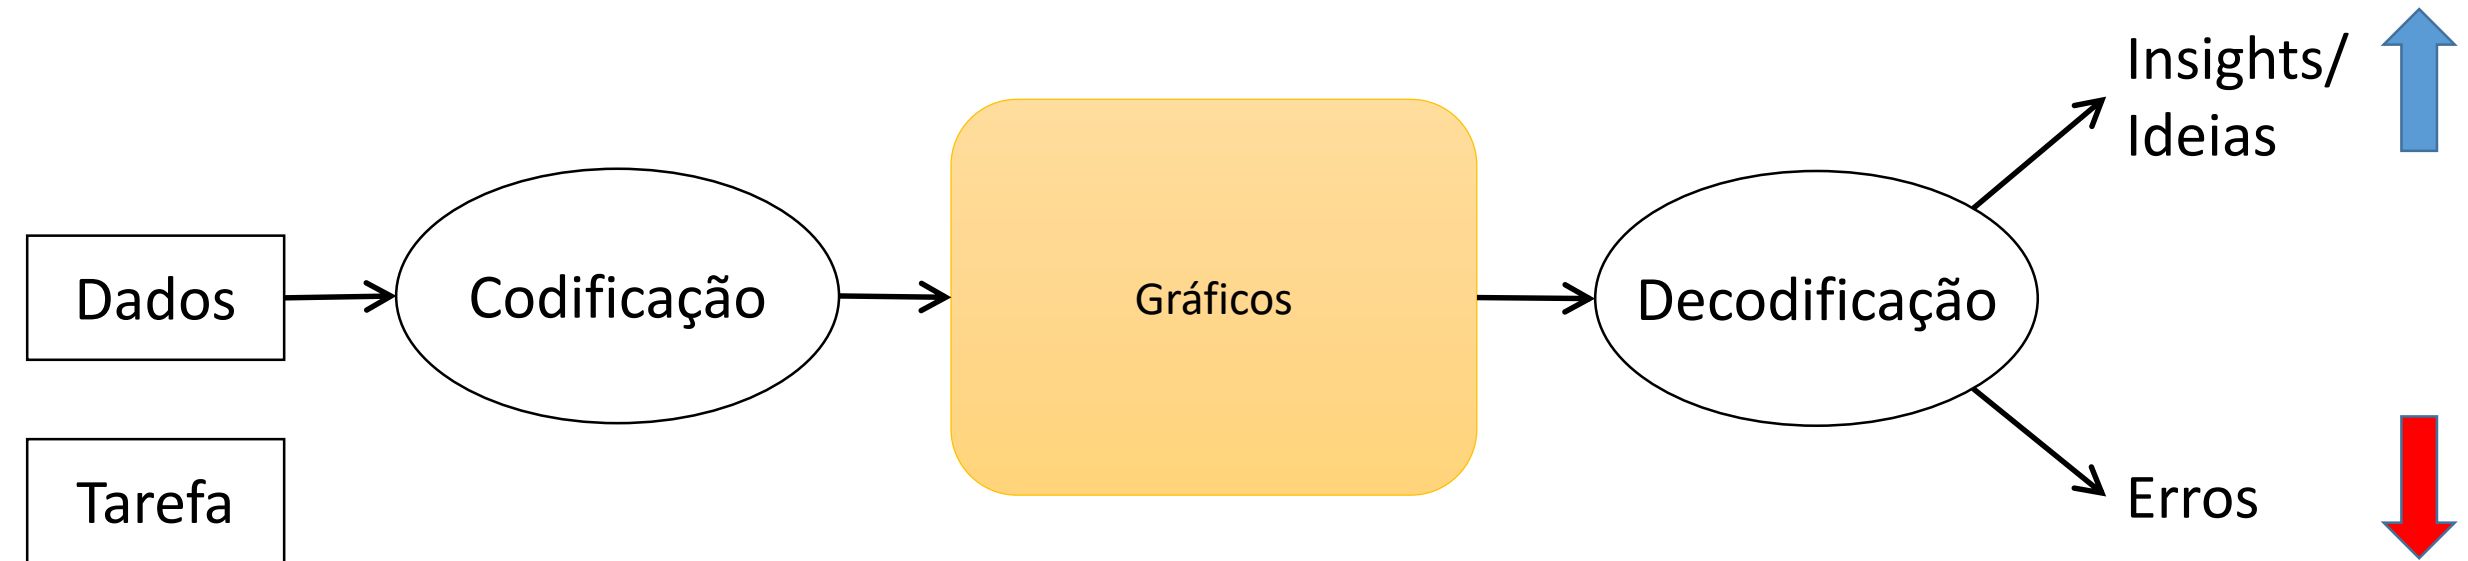 Insights/
Ideias
Dados
Codificação
Gráficos
Decodificação
Tarefa
Erros